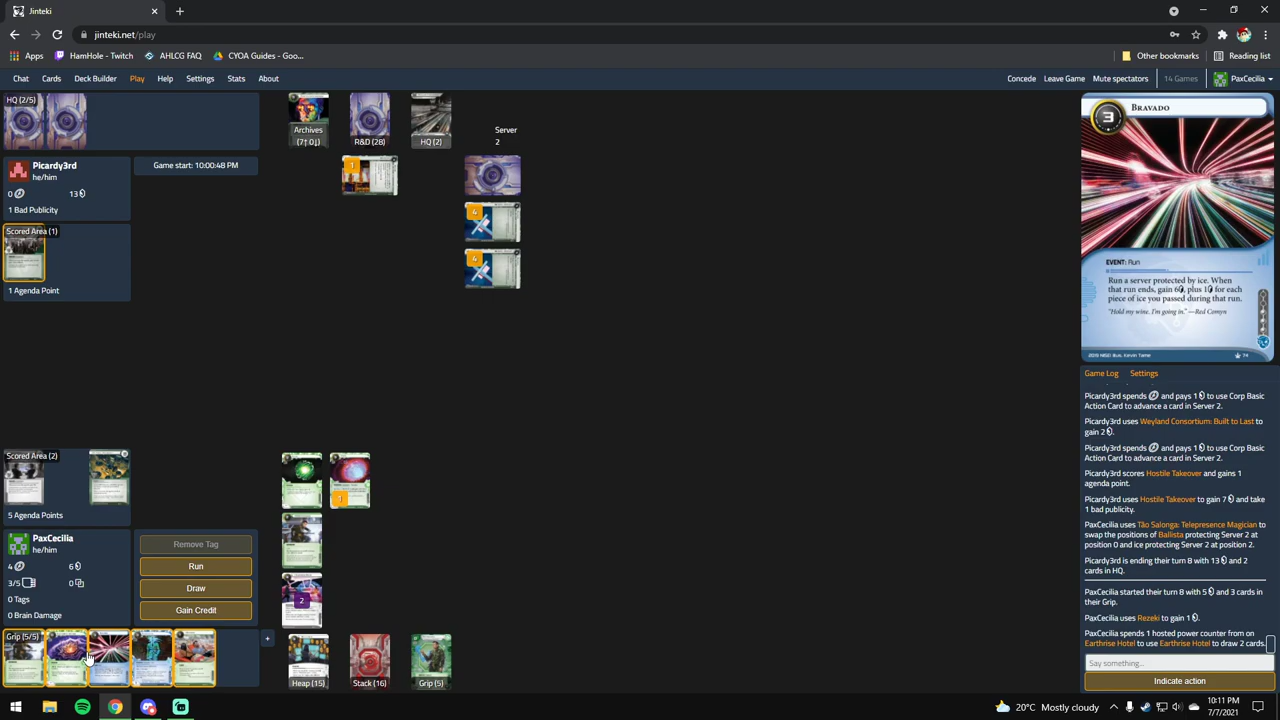 Jinteki
jinteki.net/play
Apps
HamHole - Twitch
AHLCG FAQ
CYOA Guides - Goo...
Other bookmarks
Reading list
Chat
Cards
Deck Builder
Play
Help
Settings
Stats
About
Concede
Leave Game
Mute spectators
14 Games
PaxCecilia
HQ (2/5)
Picardy3rd
he/him
0
13
1 Bad Publicity
Game start: 10:00:48 PM
Scored Area (1)
1 Agenda Point
Archives
(7↑ 0↓)
R&D (28)
HQ (2)
Server
2
1
4
4
Scored Area (2)
5 Agenda Points
PaxCecilia
he/him
4
6
3/5
0
0 Tags
0 Brain Damage
Remove Tag
Run
Draw
Gain Credit
1
2
Grip (5/5)
+
Heap (15)
Stack (16)
Grip (5)
3
Bravado
EVENT: Run
Run a server protected by ice. When
that run ends, gain 6, plus 1 for each
piece of ice you passed during that run.
"Hold my wine. I'm going in." —Red Comyn
Game Log
Settings
Picardy3rd spends and pays 1 to use Corp Basic
Action Card to advance a card in Server 2.
Picardy3rd uses Weyland Consortium: Built to Last to
gain 2.
Picardy3rd spends and pays 1 to use Corp Basic
Action Card to advance a card in Server 2.
Picardy3rd scores Hostile Takeover and gains 1
agenda point.
Picardy3rd uses Hostile Takeover to gain 7 and take
1 bad publicity.
PaxCecilia uses Tāo Salonga: Telepresence Magician to
swap the positions of Ballista protecting Server 2 at
position 0 and ice protecting Server 2 at position 2.
Picardy3rd is ending their turn 8 with 13 and 2
cards in HQ.
PaxCecilia started their turn 8 with 5 and 3 cards in
their Grip.
PaxCecilia uses Rezeki to gain 1.
PaxCecilia spends 1 hosted power counter from on
Earthrise Hotel to use Earthrise Hotel to draw 2 cards.
Say something...
Indicate action
20°C Mostly cloudy
10:11 PM
7/7/2021